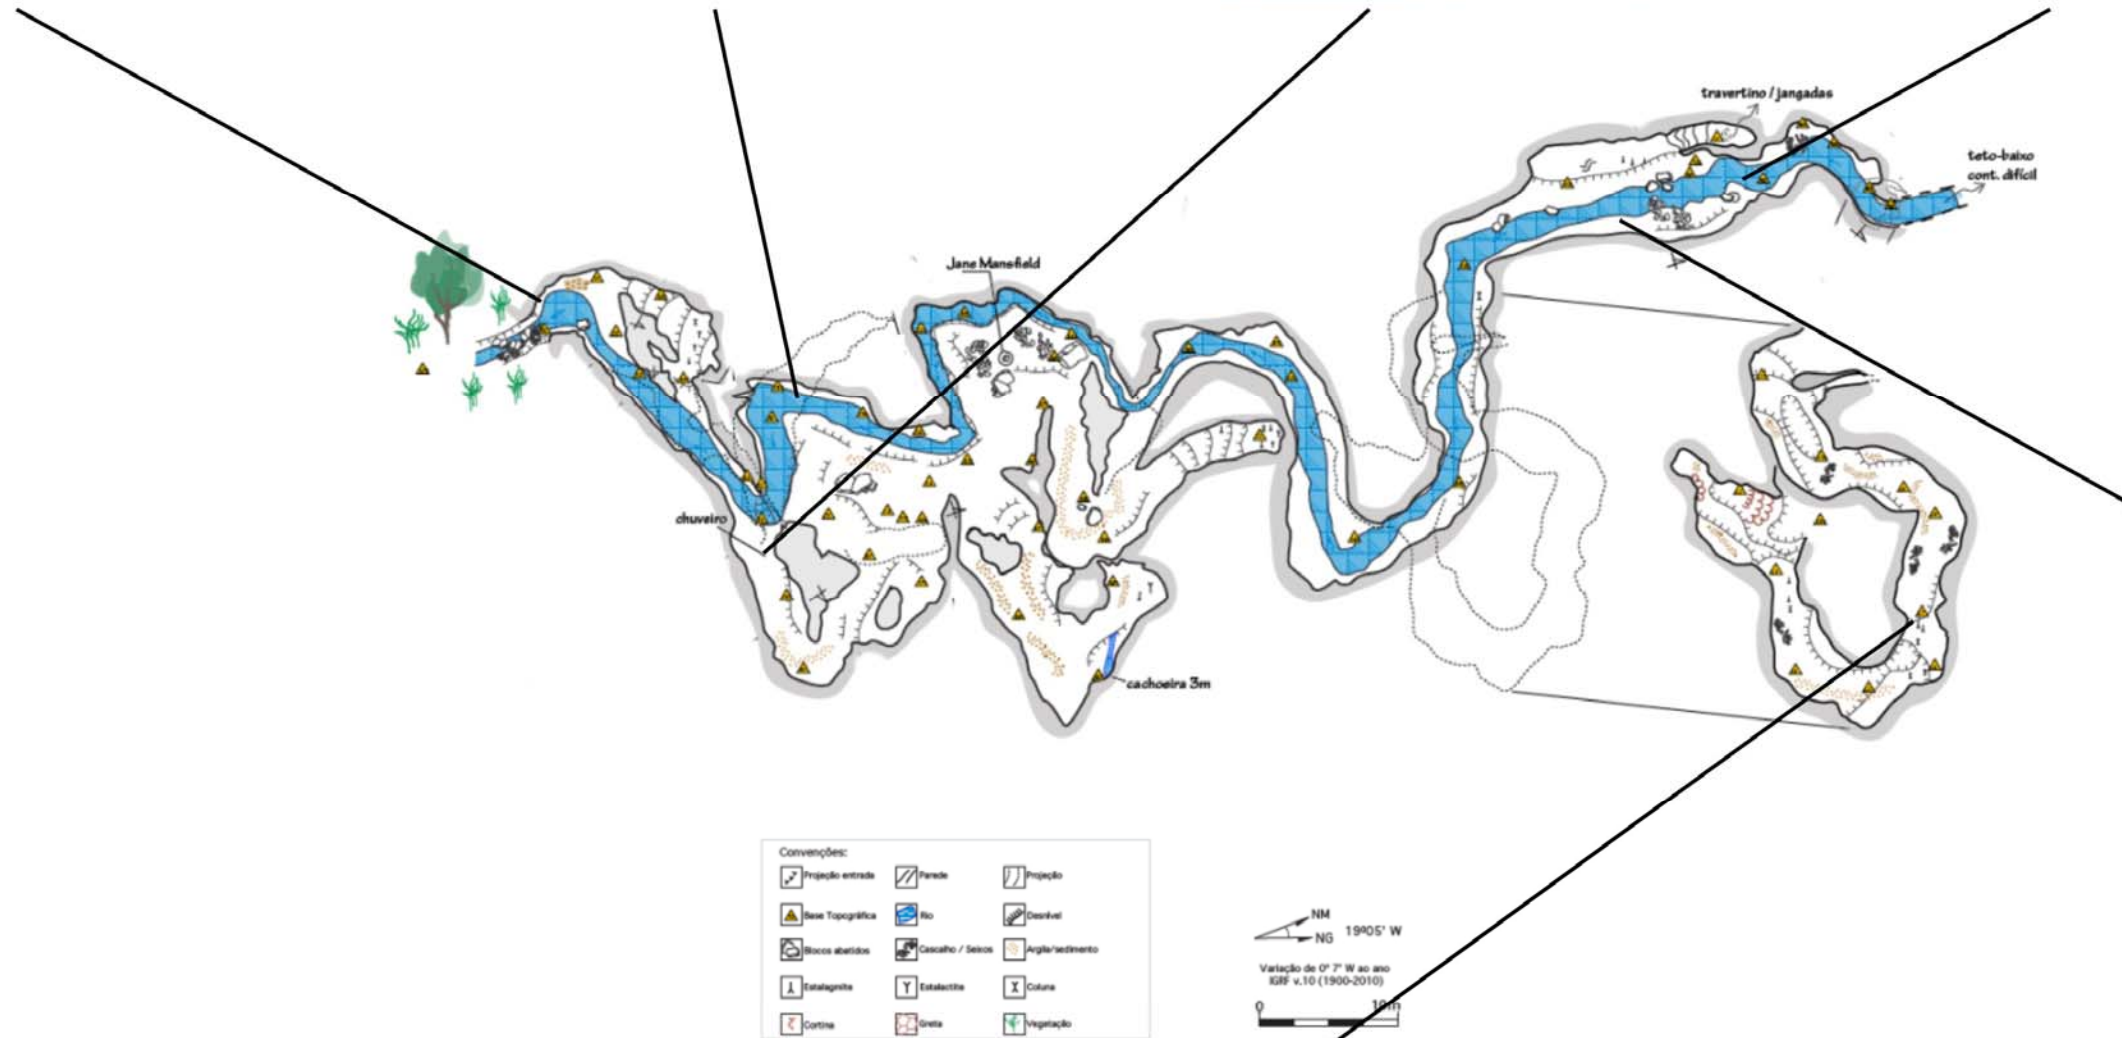 travertino / jangadas
teto-baixo
cont. difícil
Jane Mansfield
chuveiro
cachoeira 3m
Convenções:
Projeção entrada
Parede
Projeção
Base Topográfica
Rio
Desnível
Blocos abatidos
Cascalho / Seixos
Argila/sedimento
Estalagmite
Estalactite
Coluna
Cortina
Greta
Vegetação
NM
NG
19º05' W
Variação de 0° 7' W ao ano
IGRF v.10 (1900-2010)
0 10m